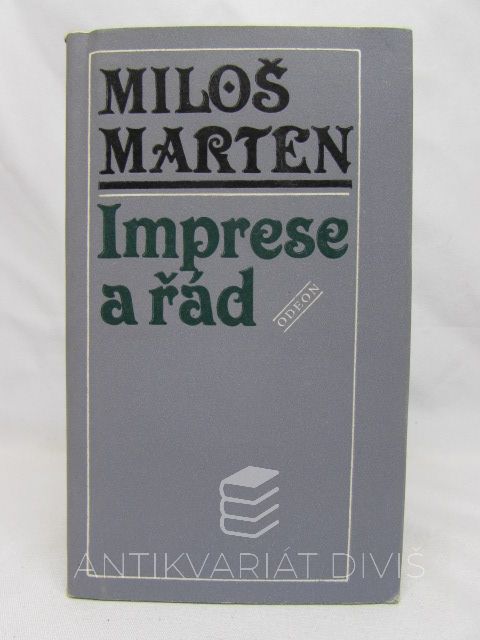 MILOŠ
MARTEN
Imprese
a řád
ODEON
ANTIKVARIÁT DIVIŠ